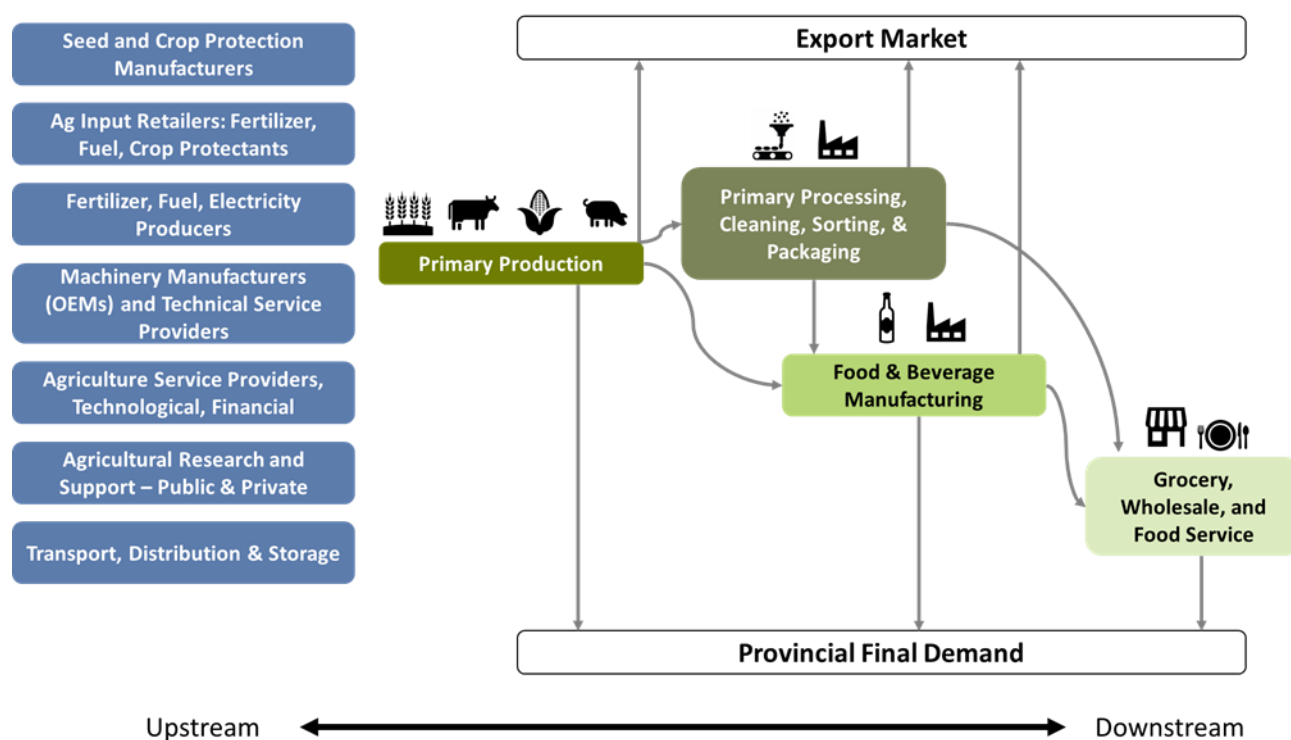 Seed and Crop Protection
Manufacturers
Ag Input Retailers: Fertilizer,
Fuel, Crop Protectants
Fertilizer, Fuel, Electricity
Producers
Machinery Manufacturers
(OEMs) and Technical Service
Providers
Agriculture Service Providers,
Technological, Financial
Agricultural Research and
Support – Public & Private
Transport, Distribution & Storage
Export Market
Primary Production
Primary Processing,
Cleaning, Sorting, &
Packaging
Food & Beverage
Manufacturing
Grocery,
Wholesale, and
Food Service
Provincial Final Demand
Upstream
Downstream